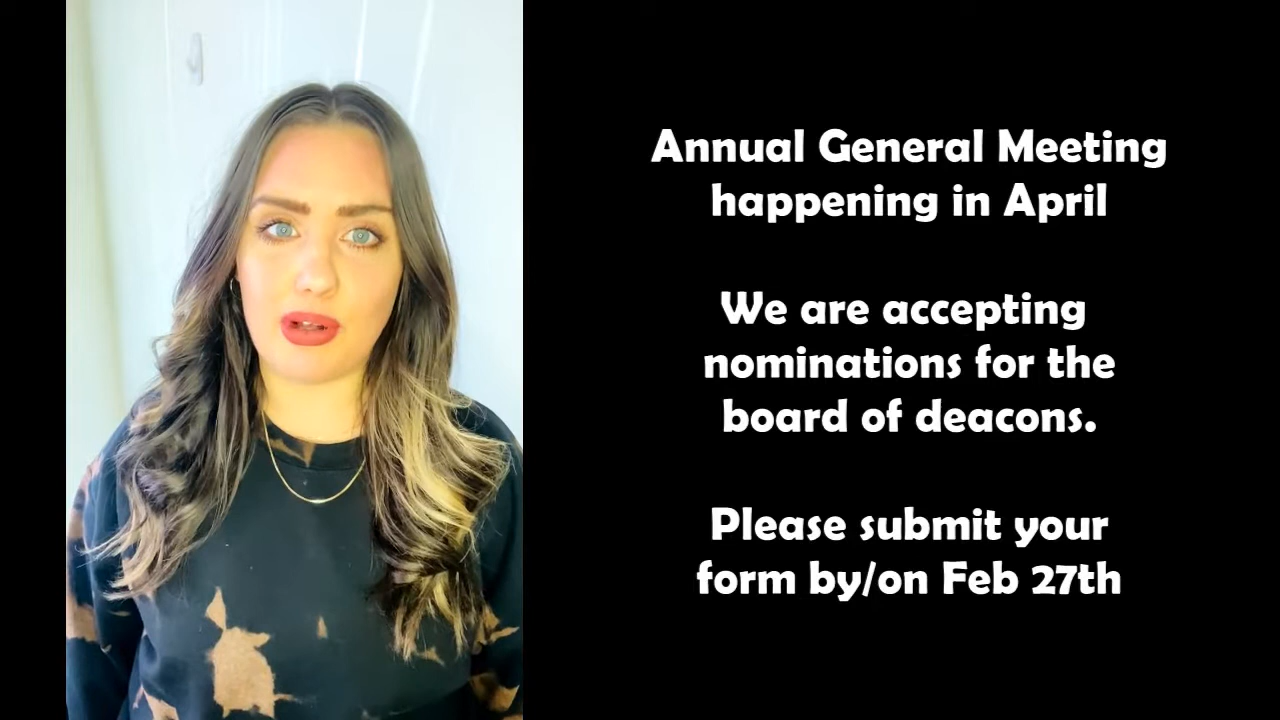 Annual General Meeting
happening in April
We are accepting
nominations for the
board of deacons.
Please submit your
form by/on Feb 27th